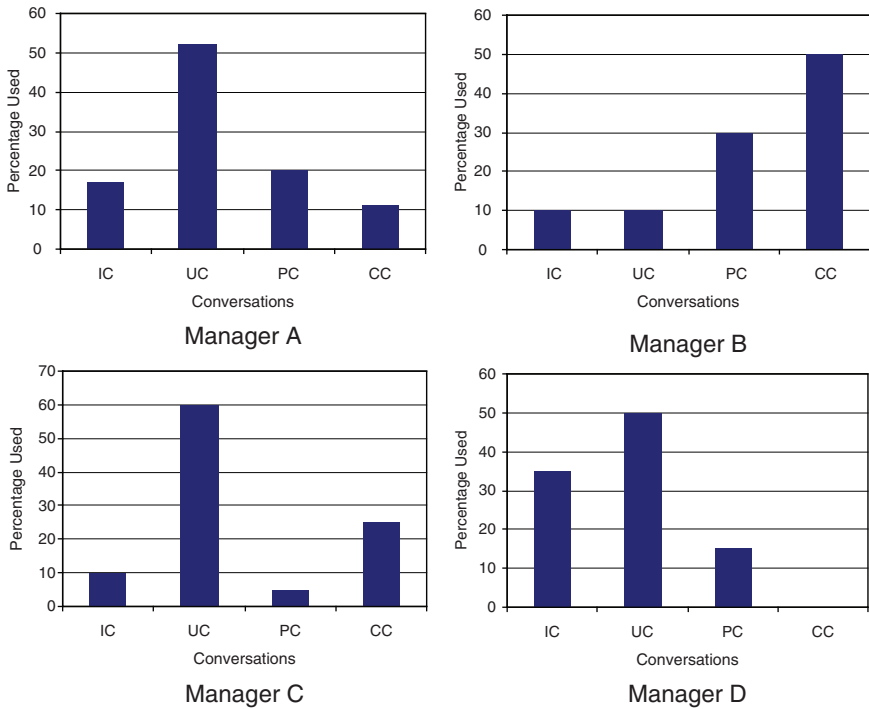 60
50
40
30
20
10
0
Percentage Used
IC UC PC CC
Conversations
Manager A
60
50
40
30
20
10
0
Percentage Used
IC UC PC CC
Conversations
Manager B
70
60
50
40
30
20
10
0
Percentage Used
IC UC PC CC
Conversations
Manager C
60
50
40
30
20
10
0
Percentage Used
IC UC PC CC
Conversations
Manager D